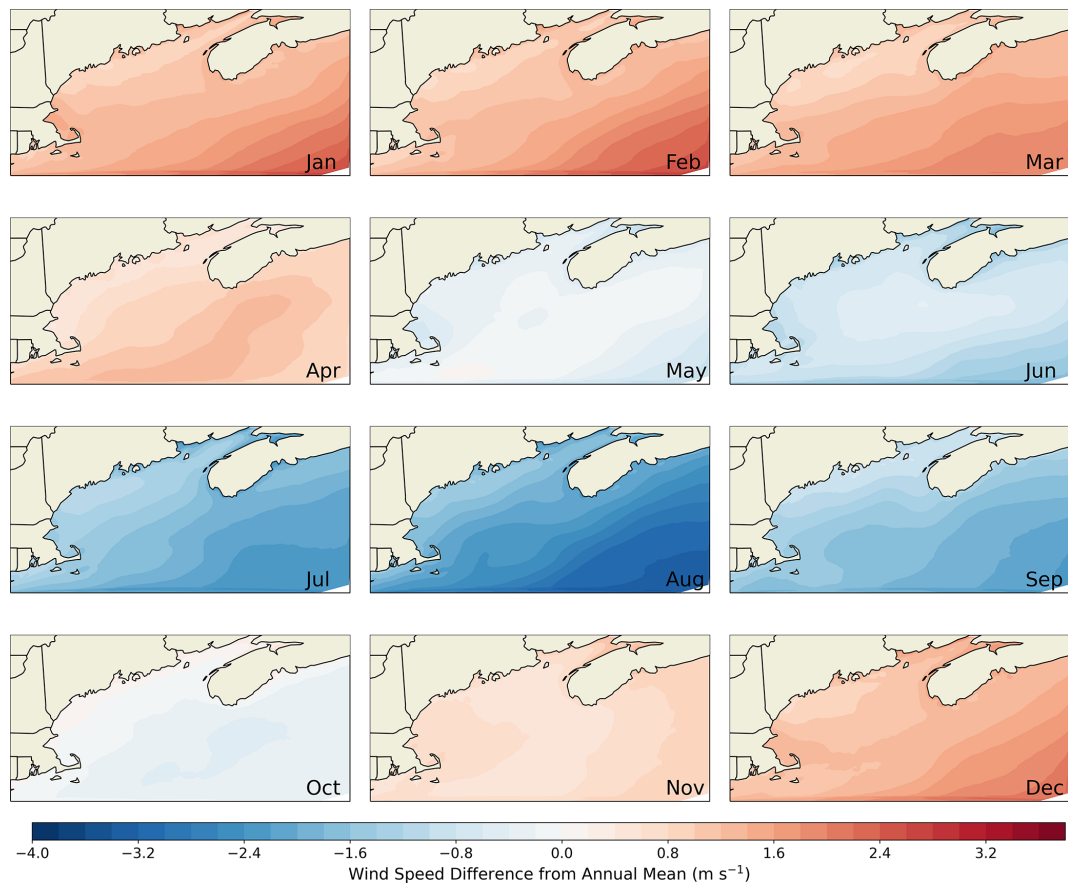 Jan Feb Mar
Apr May Jun
Jul Aug Sep
Oct Nov Dec
−4.0 −3.2 −2.4 −1.6 −0.8 0.0 0.8 1.6 2.4 3.2
Wind Speed Difference from Annual Mean (m s⁻¹)